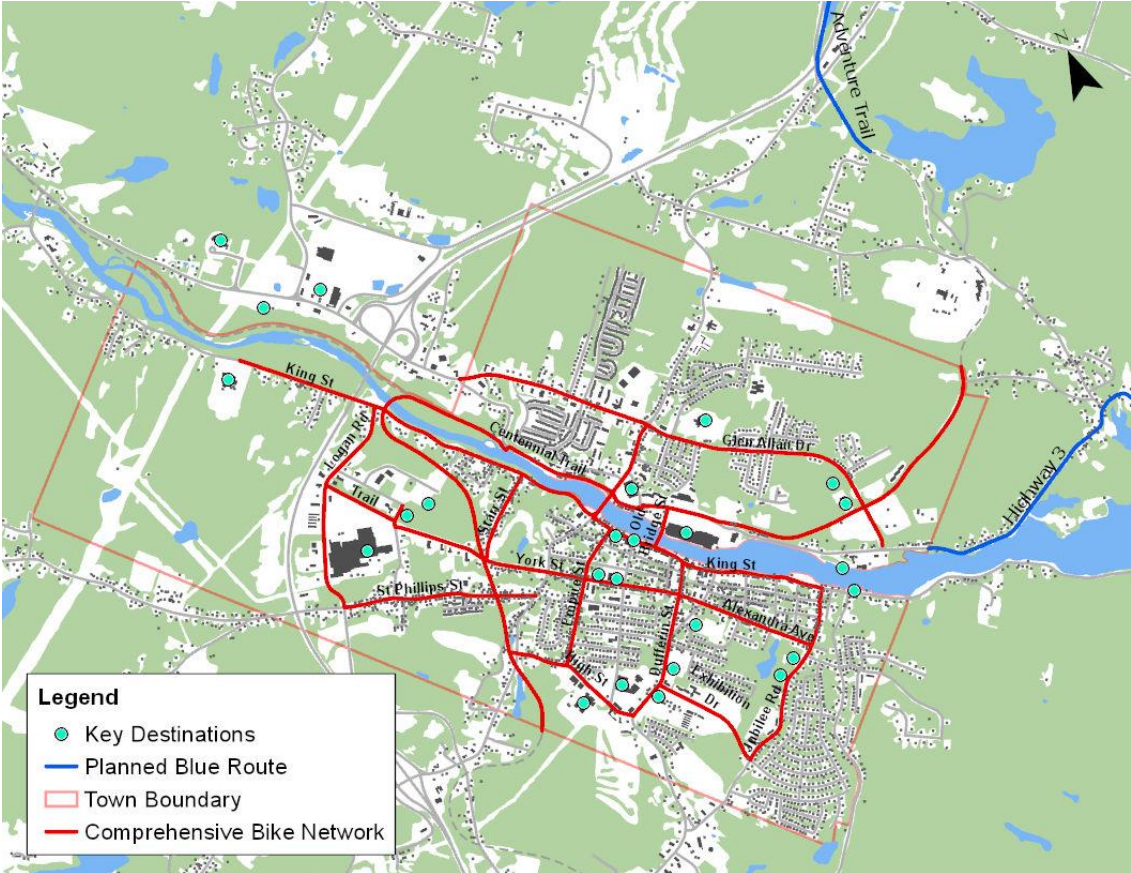 Adventure Trail
N
King St
Logan Rd
Centennial Trail
Glen Allan Dr
Highway 3
Trail
Old
Bridge St
York St
King St
St Phillips St
Empire St
Alexandra Ave
Dufferin St
High St
Exhibition
Dr
Jubilee Rd
Legend
Key Destinations
Planned Blue Route
Town Boundary
Comprehensive Bike Network